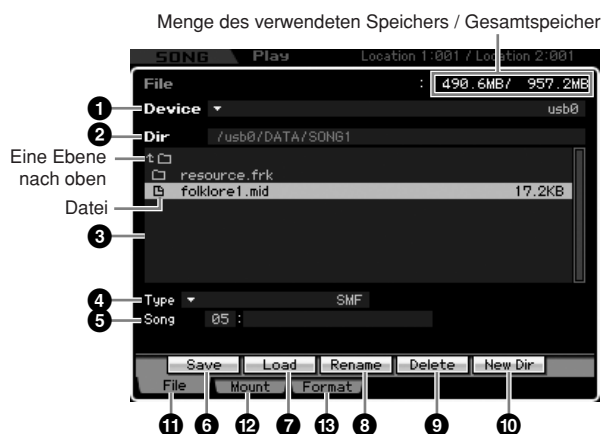 Menge des verwendeten Speichers / Gesamtspeicher
SONG Play Location 1:001 / Location 2:001
File : 490.6MB/ 957.2MB
1 Device usb0
2 Dir /usb0/DATA/SONG1
Eine Ebene
nach oben
resource.frk
Datei
folklore1.mid 17.2KB
3
4 Type SMF
5 Song 05 :
Save Load Rename Delete New Dir
File Mount Format
11 6 12 7 13 8 9 10